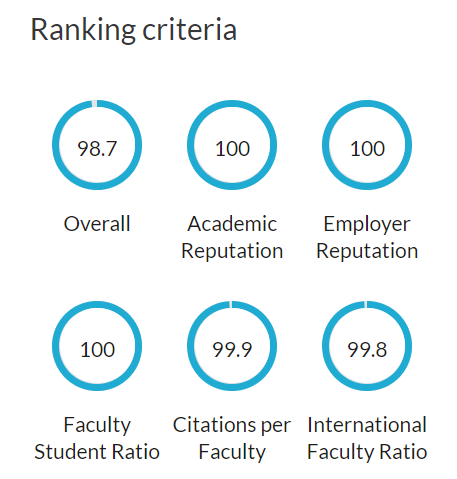 Ranking criteria
98.7
100
100
Overall
Academic
Reputation
Employer
Reputation
100
99.9
99.8
Faculty
Student Ratio
Citations per
Faculty
International
Faculty Ratio